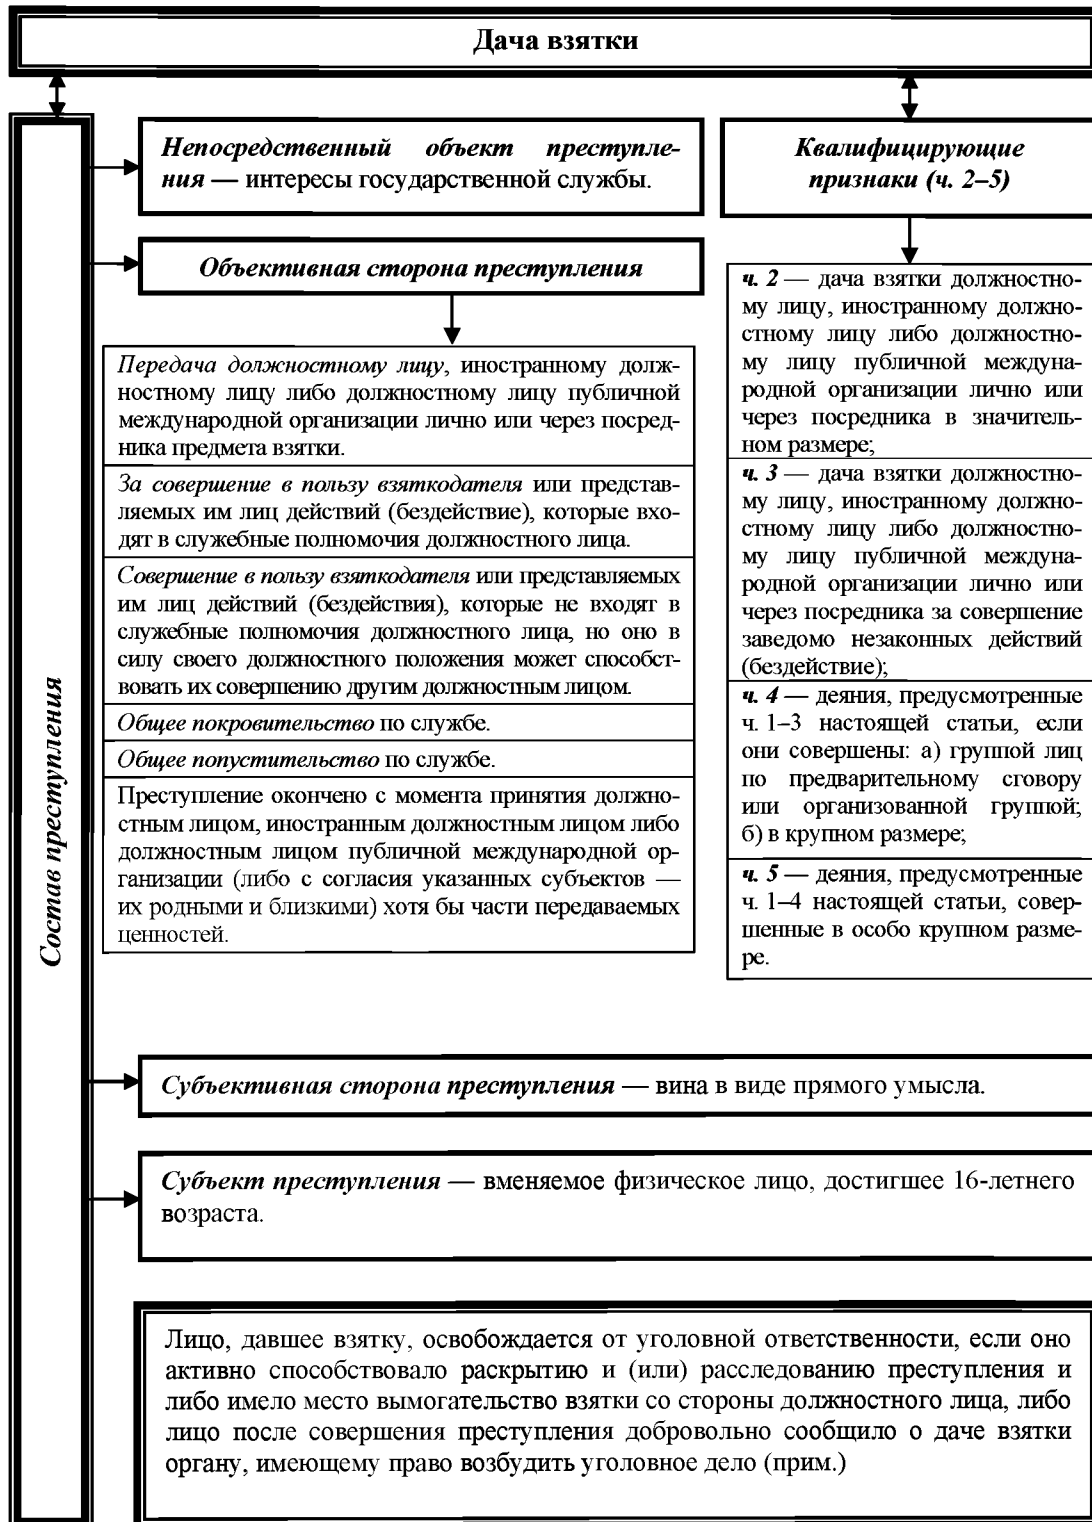 Дача взятки
Состав преступления
Непосредственный объект преступле-
ния — интересы государственной службы.
Объективная сторона преступления
Передача должностному лицу, иностранному долж-
ностному лицу либо должностному лицу публичной
международной организации лично или через посред-
ника предмета взятки.
За совершение в пользу взяткодателя или представ-
ляемых им лиц действий (бездействие), которые вхо-
дят в служебные полномочия должностного лица.
Совершение в пользу взяткодателя или представляемых
им лиц действий (бездействия), которые не входят в
служебные полномочия должностного лица, но оно в
силу своего должностного положения может способст-
вовать их совершению другим должностным лицом.
Общее покровительство по службе.
Общее попустительство по службе.
Преступление окончено с момента принятия должно-
стным лицом, иностранным должностным лицом либо
должностным лицом публичной международной ор-
ганизации (либо с согласия указанных субъектов —
их родными и близкими) хотя бы части передаваемых
ценностей.
Квалифицирующие
признаки (ч. 2–5)
ч. 2 — дача взятки должностно-
му лицу, иностранному должно-
стному лицу либо должностно-
му лицу публичной междуна-
родной организации лично или
через посредника в значитель-
ном размере;
ч. 3 — дача взятки должностно-
му лицу, иностранному должно-
стному лицу либо должностно-
му лицу публичной междуна-
родной организации лично или
через посредника за совершение
заведомо незаконных действий
(бездействие);
ч. 4 — деяния, предусмотренные
ч. 1–3 настоящей статьи, если
они совершены: а) группой лиц
по предварительному сговору
или организованной группой;
б) в крупном размере;
ч. 5 — деяния, предусмотренные
ч. 1–4 настоящей статьи, совер-
шенные в особо крупном разме-
ре.
Субъективная сторона преступления — вина в виде прямого умысла.
Субъект преступления — вменяемое физическое лицо, достигшее 16-летнего
возраста.
Лицо, давшее взятку, освобождается от уголовной ответственности, если оно
активно способствовало раскрытию и (или) расследованию преступления и
либо имело место вымогательство взятки со стороны должностного лица, либо
лицо после совершения преступления добровольно сообщило о даче взятки
органу, имеющему право возбудить уголовное дело (прим.)